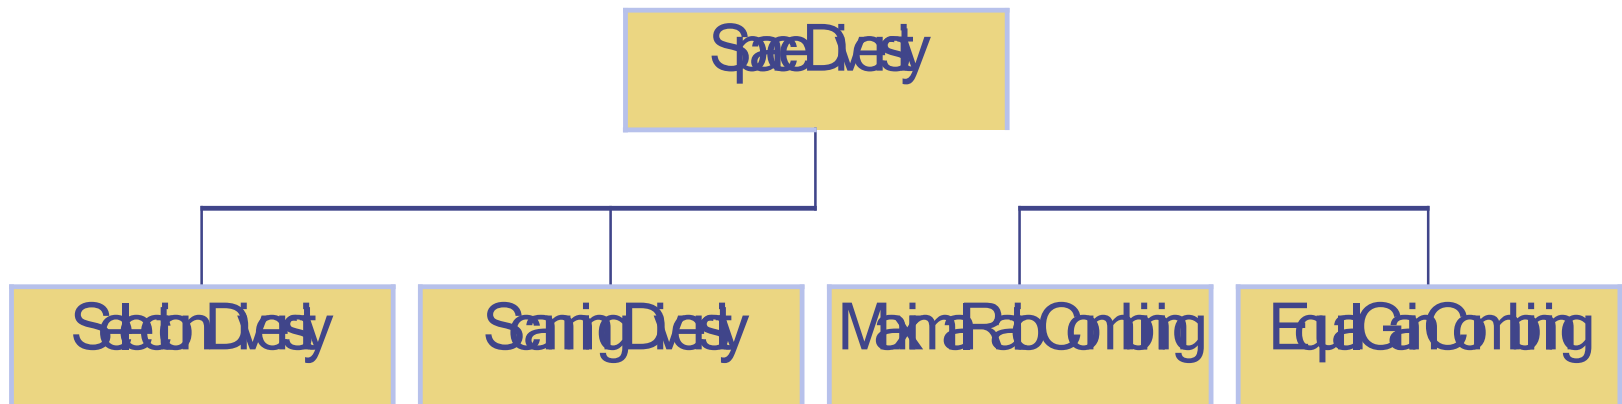 Space Diversity
Selection Diversity
Scanning Diversity
Maximal Ratio Combining
Equal Gain Combining